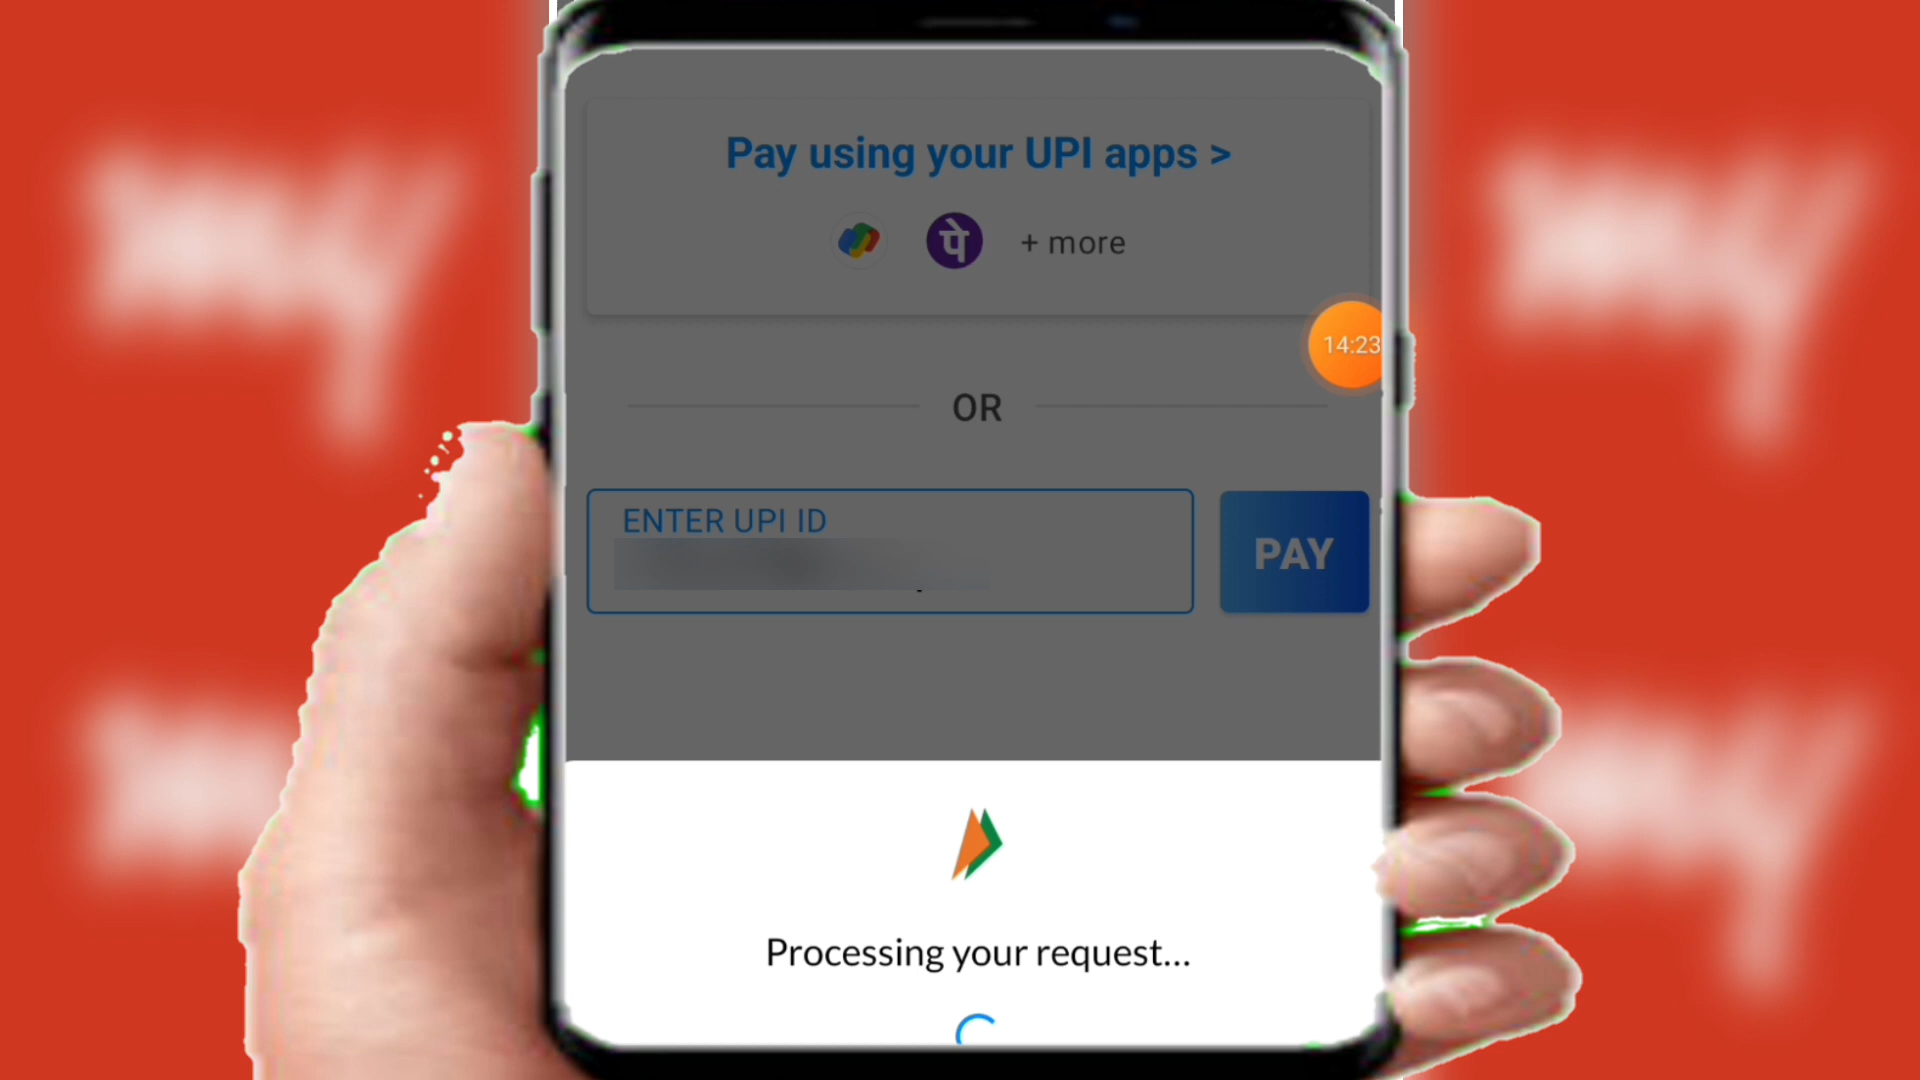 Pay using your UPI apps >
पे + more
14:23
OR
ENTER UPI ID
PAY
Processing your request...